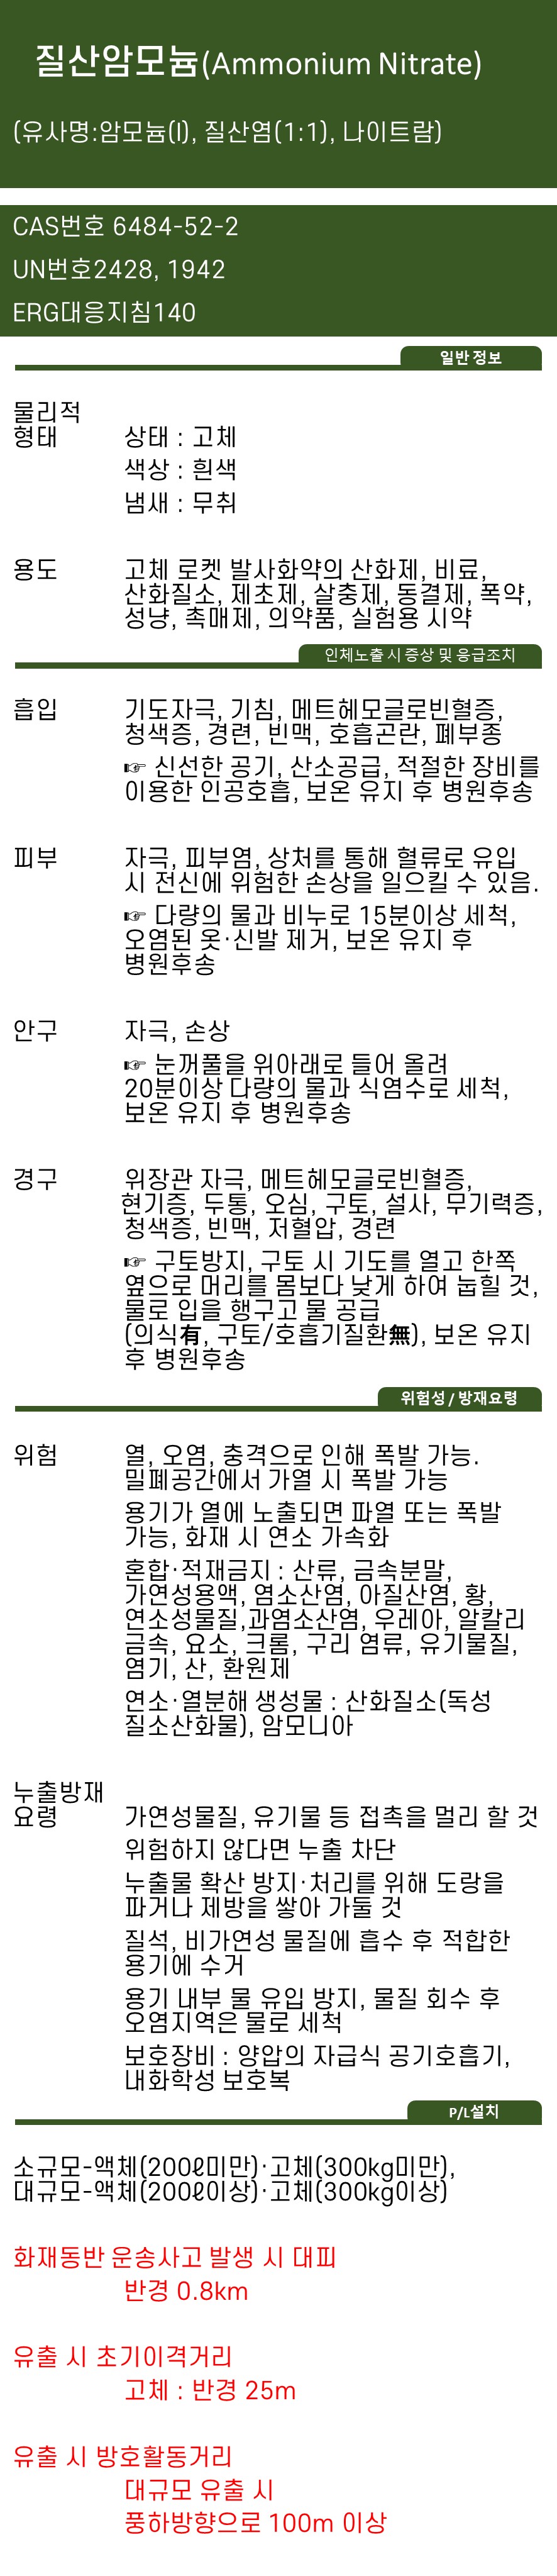 질산암모늄(Ammonium Nitrate)
(유사명:암모늄(I), 질산염(1:1), 나이트람)
CAS번호 6484-52-2
UN번호2428, 1942
ERG대응지침140
일반 정보
물리적
형태 상태 : 고체
색상 : 흰색
냄새 : 무취
용도 고체 로켓 발사화약의 산화제, 비료,
산화질소, 제초제, 살충제, 동결제, 폭약,
성냥, 촉매제, 의약품, 실험용 시약
인체노출 시 증상 및 응급조치
흡입 기도자극, 기침, 메트헤모글로빈혈증,
청색증, 경련, 빈맥, 호흡곤란, 폐부종
☞ 신선한 공기, 산소공급, 적절한 장비를
이용한 인공호흡, 보온 유지 후 병원후송
피부 자극, 피부염, 상처를 통해 혈류로 유입
시 전신에 위험한 손상을 일으킬 수 있음.
☞ 다량의 물과 비누로 15분이상 세척,
오염된 옷·신발 제거, 보온 유지 후
병원후송
안구 자극, 손상
☞ 눈꺼풀을 위아래로 들어 올려
20분이상 다량의 물과 식염수로 세척,
보온 유지 후 병원후송
경구 위장관 자극, 메트헤모글로빈혈증,
현기증, 두통, 오심, 구토, 설사, 무기력증,
청색증, 빈맥, 저혈압, 경련
☞ 구토방지, 구토 시 기도를 열고 한쪽
옆으로 머리를 몸보다 낮게 하여 눕힐 것,
물로 입을 행구고 물 공급
(의식有, 구토/호흡기질환無), 보온 유지
후 병원후송
위험성 / 방재요령
위험 열, 오염, 충격으로 인해 폭발 가능.
밀폐공간에서 가열 시 폭발 가능
용기가 열에 노출되면 파열 또는 폭발
가능, 화재 시 연소 가속화
혼합·적재금지 : 산류, 금속분말,
가연성용액, 염소산염, 아질산염, 황,
연소성물질,과염소산염, 우레아, 알칼리
금속, 요소, 크롬, 구리 염류, 유기물질,
염기, 산, 환원제
연소·열분해 생성물 : 산화질소(독성
질소산화물), 암모니아
누출방재
요령 가연성물질, 유기물 등 접촉을 멀리 할 것
위험하지 않다면 누출 차단
누출물 확산 방지·처리를 위해 도랑을
파거나 제방을 쌓아 가둘 것
질석, 비가연성 물질에 흡수 후 적합한
용기에 수거
용기 내부 물 유입 방지, 물질 회수 후
오염지역은 물로 세척
보호장비 : 양압의 자급식 공기호흡기,
내화학성 보호복
P/L설치
소규모-액체(200ℓ미만)·고체(300kg미만),
대규모-액체(200ℓ이상)·고체(300kg이상)
화재동반 운송사고 발생 시 대피
반경 0.8km
유출 시 초기이격거리
고체 : 반경 25m
유출 시 방호활동거리
대규모 유출 시
풍하방향으로 100m 이상